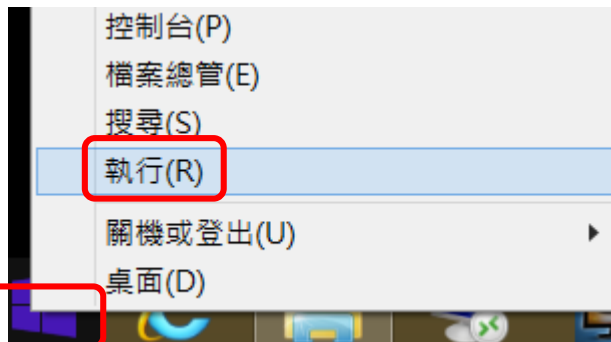 控制台(P)
檔案總管(E)
搜尋(S)
執行(R)
關機或登出(U)
桌面(D)